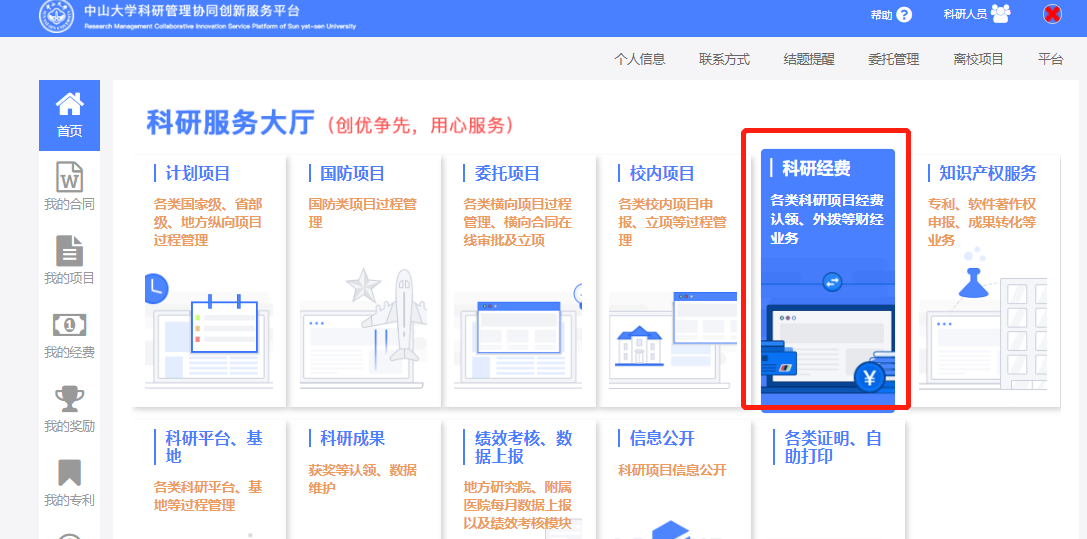 中山大学科研管理协同创新服务平台
Research Management Collaborative Innovation Service Platform of Sun yat-sen University
帮助 ?
科研人员
个人信息 联系方式 结题提醒 委托管理 离校项目 平台
首页
我的合同
我的项目
我的经费
我的奖励
我的专利
科研服务大厅（创优争先，用心服务）
计划项目
各类国家级、省部
级、地方纵向项目
过程管理
国防项目
国防类项目过程管
理
委托项目
各类横向项目过程
管理、横向合同在
线审批及立项
校内项目
各类校内项目申
报、立项等过程管
理
科研经费
各类科研项目经费
认领、外拨等财经
业务
¥
知识产权服务
专利、软件著作权
申报、成果转化等
业务
科研平台、基
地
各类科研平台、基
地等过程管理
科研成果
获奖等认领、数据
维护
绩效考核、数
据上报
地方研究院、附属
医院每月数据上报
以及绩效考核模块
信息公开
科研项目信息公开
各类证明、自
助打印